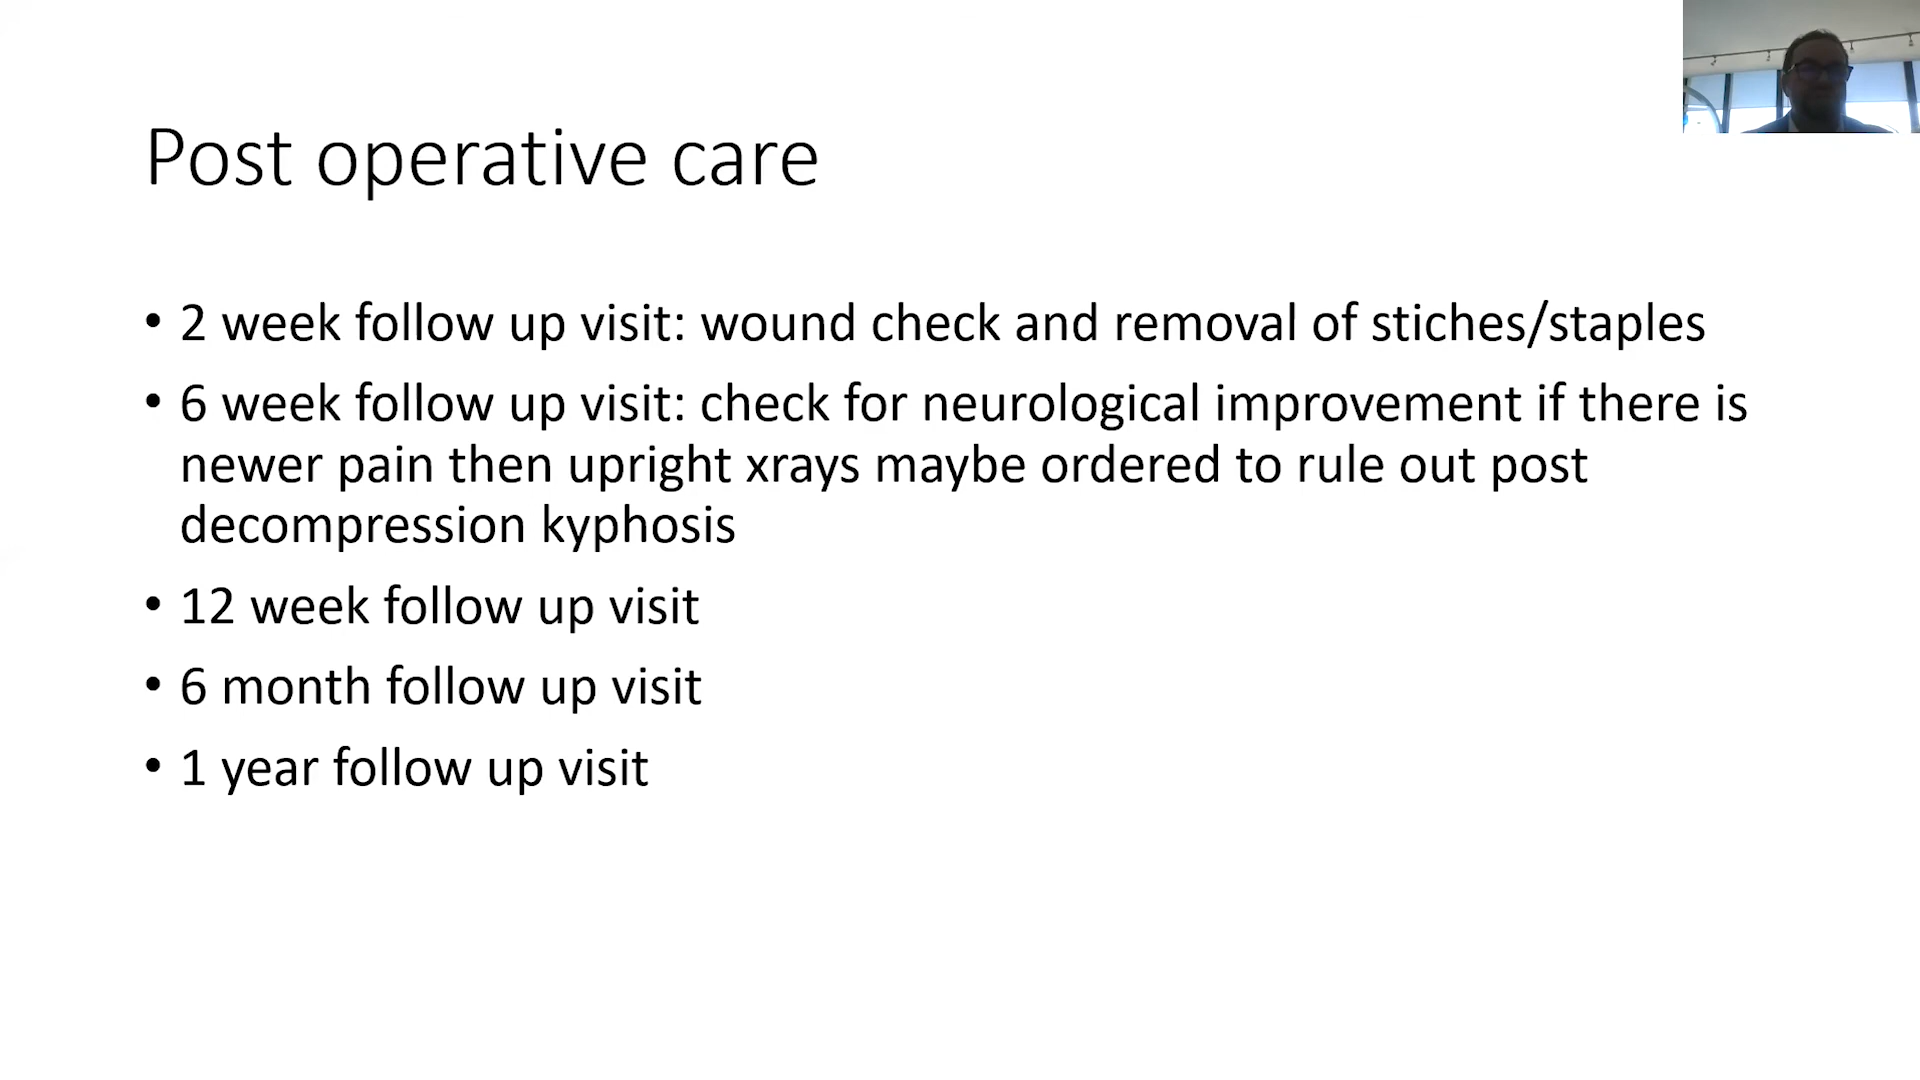 Post operative care
• 2 week follow up visit: wound check and removal of stiches/staples
• 6 week follow up visit: check for neurological improvement if there is
newer pain then upright xrays maybe ordered to rule out post
decompression kyphosis
• 12 week follow up visit
• 6 month follow up visit
• 1 year follow up visit